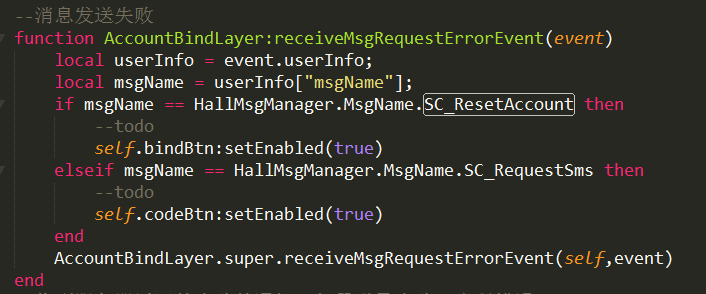 --消息发送失败
function AccountBindLayer:receiveMsgRequestErrorEvent(event)
    local userInfo = event.userInfo;
    local msgName = userInfo["msgName"];
    if msgName == HallMsgManager.MsgName.SC_ResetAccount then
        --todo
        self.bindBtn:setEnabled(true)
    elseif msgName == HallMsgManager.MsgName.SC_RequestSms then
        --todo
        self.codeBtn:setEnabled(true)
    end
    AccountBindLayer.super.receiveMsgRequestErrorEvent(self,event)
end